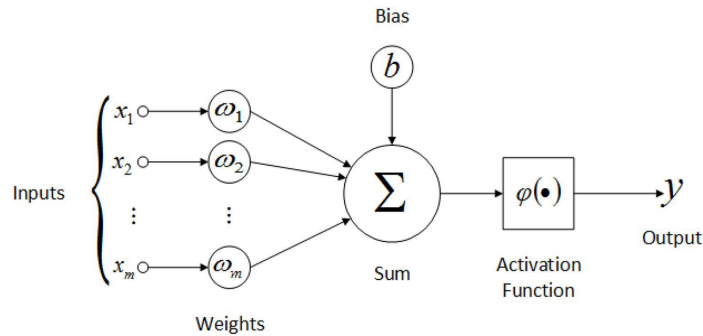 Bias
b
x₁
ω₁
x₂
ω₂
Inputs
⋮ ⋮
Σ
φ(•)
y
Output
xₘ
ωₘ
Sum
Activation
Function
Weights